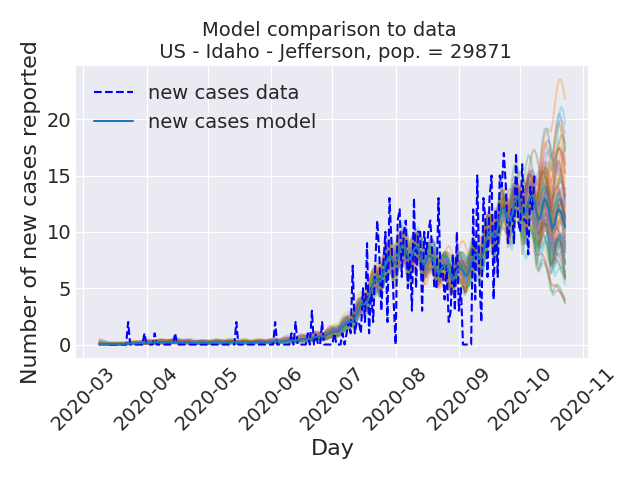 Model comparison to data
US - Idaho - Jefferson, pop. = 29871
Number of new cases reported
new cases data
new cases model
20
15
10
5
0
2020-03
2020-04
2020-05
2020-06
2020-07
2020-08
2020-09
2020-10
2020-11
Day